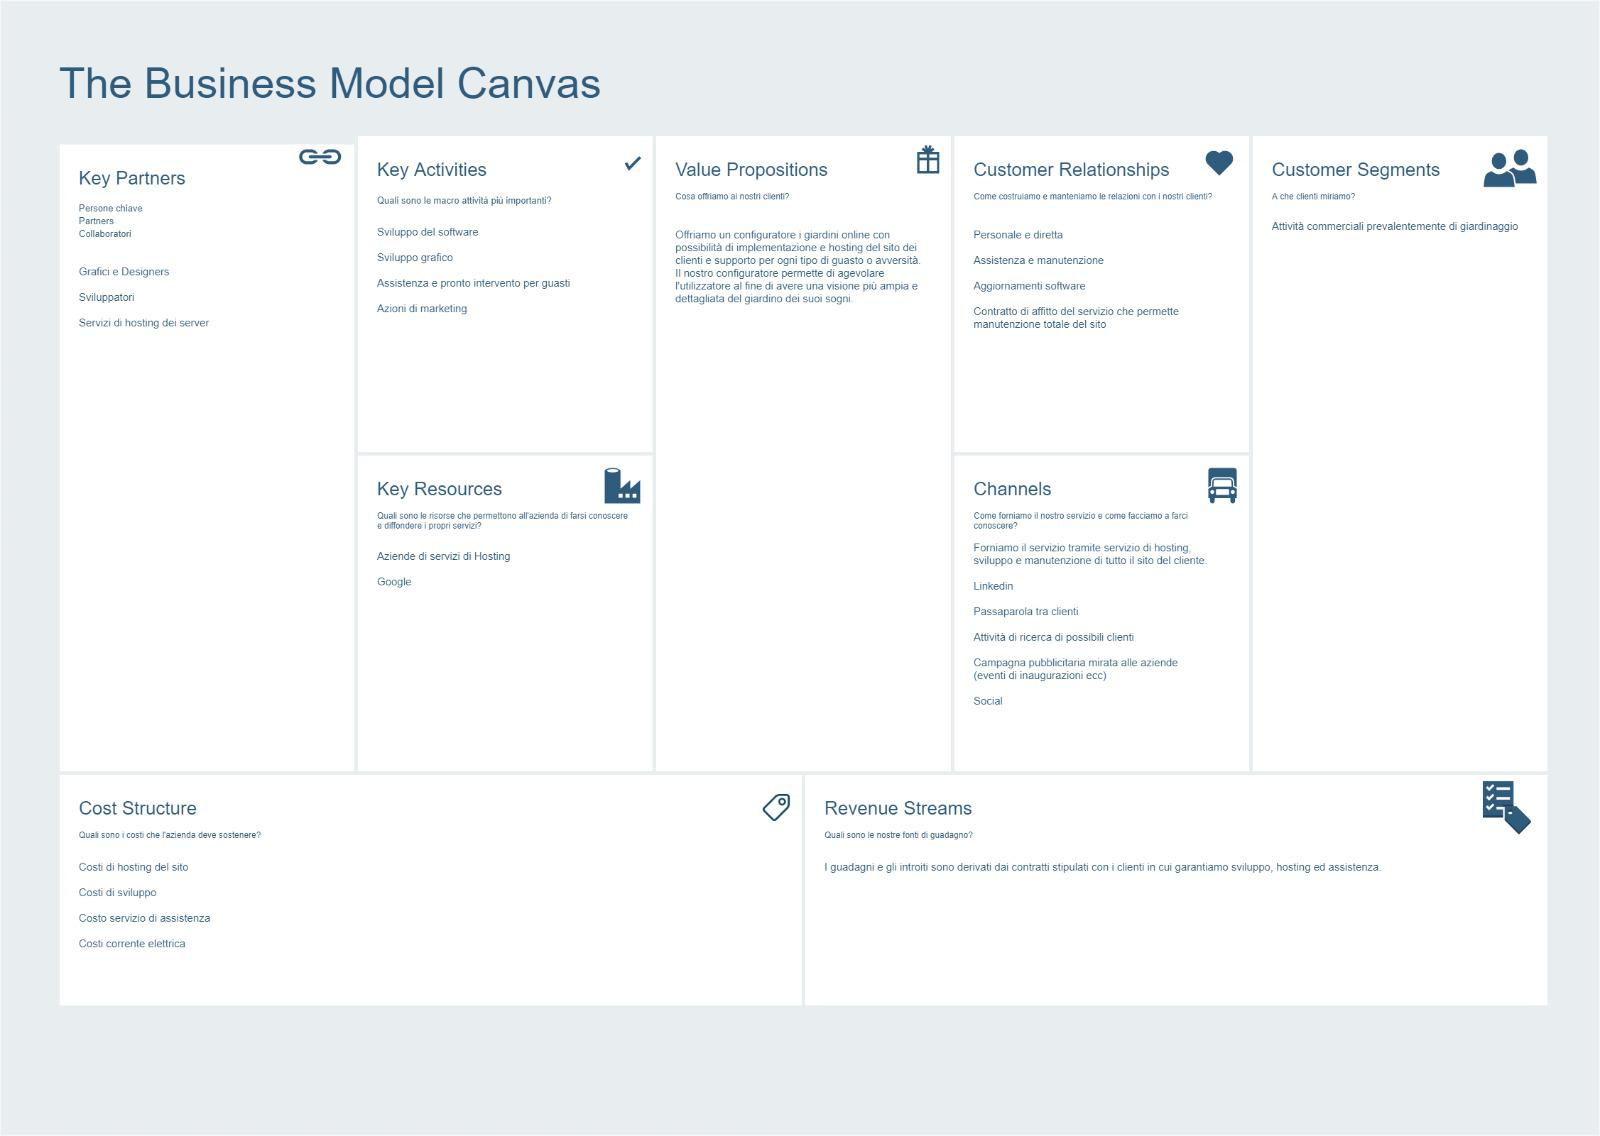 The Business Model Canvas
Key Partners
Persone chiave
Partners
Collaboratori
Grafici e Designers
Sviluppatori
Servizi di hosting dei server
Key Activities
Quali sono le macro attività più importanti?
Sviluppo del software
Sviluppo grafico
Assistenza e pronto intervento per guasti
Azioni di marketing
Key Resources
Quali sono le risorse che permettono all'azienda di farsi conoscere
e diffondere i propri servizi?
Aziende di servizi di Hosting
Google
Value Propositions
Cosa offriamo ai nostri clienti?
Offriamo un configuratore i giardini online con
possibilità di implementazione e hosting del sito dei
clienti e supporto per ogni tipo di guasto o avversità.
Il nostro configuratore permette di agevolare
l'utilizzatore al fine di avere una visione più ampia e
dettagliata del giardino dei suoi sogni.
Customer Relationships
Come costruiamo e manteniamo le relazioni con i nostri clienti?
Personale e diretta
Assistenza e manutenzione
Aggiornamenti software
Contratto di affitto del servizio che permette
manutenzione totale del sito
Channels
Come forniamo il nostro servizio e come facciamo a farci
conoscere?
Forniamo il servizio tramite servizio di hosting,
sviluppo e manutenzione di tutto il sito del cliente.
Linkedin
Passaparola tra clienti
Attività di ricerca di possibili clienti
Campagna pubblicitaria mirata alle aziende
(eventi di inaugurazioni ecc)
Social
Customer Segments
A che clienti miriamo?
Attività commerciali prevalentemente di giardinaggio
Cost Structure
Quali sono i costi che l'azienda deve sostenere?
Costi di hosting del sito
Costi di sviluppo
Costo servizio di assistenza
Costi corrente elettrica
Revenue Streams
Quali sono le nostre fonti di guadagno?
I guadagni e gli introiti sono derivati dai contratti stipulati con i clienti in cui garantiamo sviluppo, hosting ed assistenza.